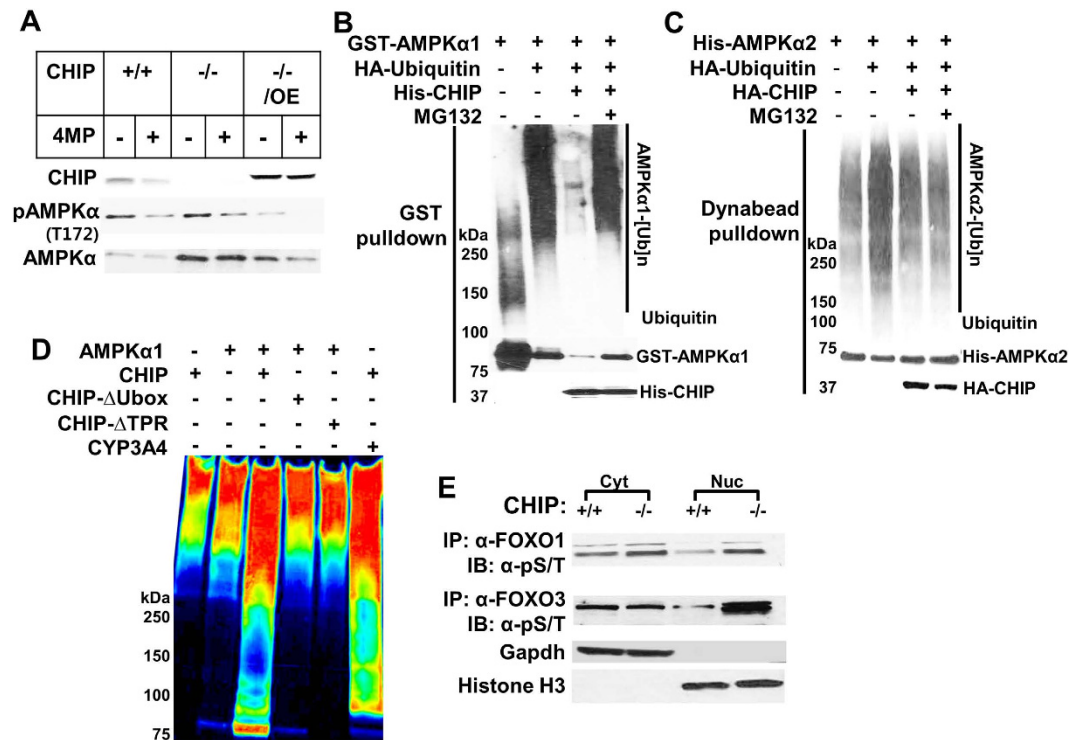 A
CHIP +/+ -/- -/-
/OE
4MP - + - + - +
CHIP
pAMPKα
(T172)
AMPKα
B
GST-AMPKα1 + + + +
HA-Ubiquitin - + + +
His-CHIP - - + +
MG132 +
GST
pulldown
kDa
250
150
100
75
37
AMPKα1-[Ub]n
Ubiquitin
GST-AMPKα1
His-CHIP
C
His-AMPKα2 + + + +
HA-Ubiquitin - + + +
HA-CHIP - - + +
MG132 +
Dynabead
pulldown
kDa
250
150
100
75
37
AMPKα2-[Ub]n
Ubiquitin
His-AMPKα2
HA-CHIP
D
AMPKα1 - + + + + -
CHIP + - + - - +
CHIP-ΔUbox - - - + - -
CHIP-ΔTPR - - - - + -
CYP3A4 - - - - - +
kDa
250
150
100
75
E
Cyt Nuc
CHIP: +/+ -/- +/+ -/-
IP: α-FOXO1
IB: α-pS/T
IP: α-FOXO3
IB: α-pS/T
Gapdh
Histone H3